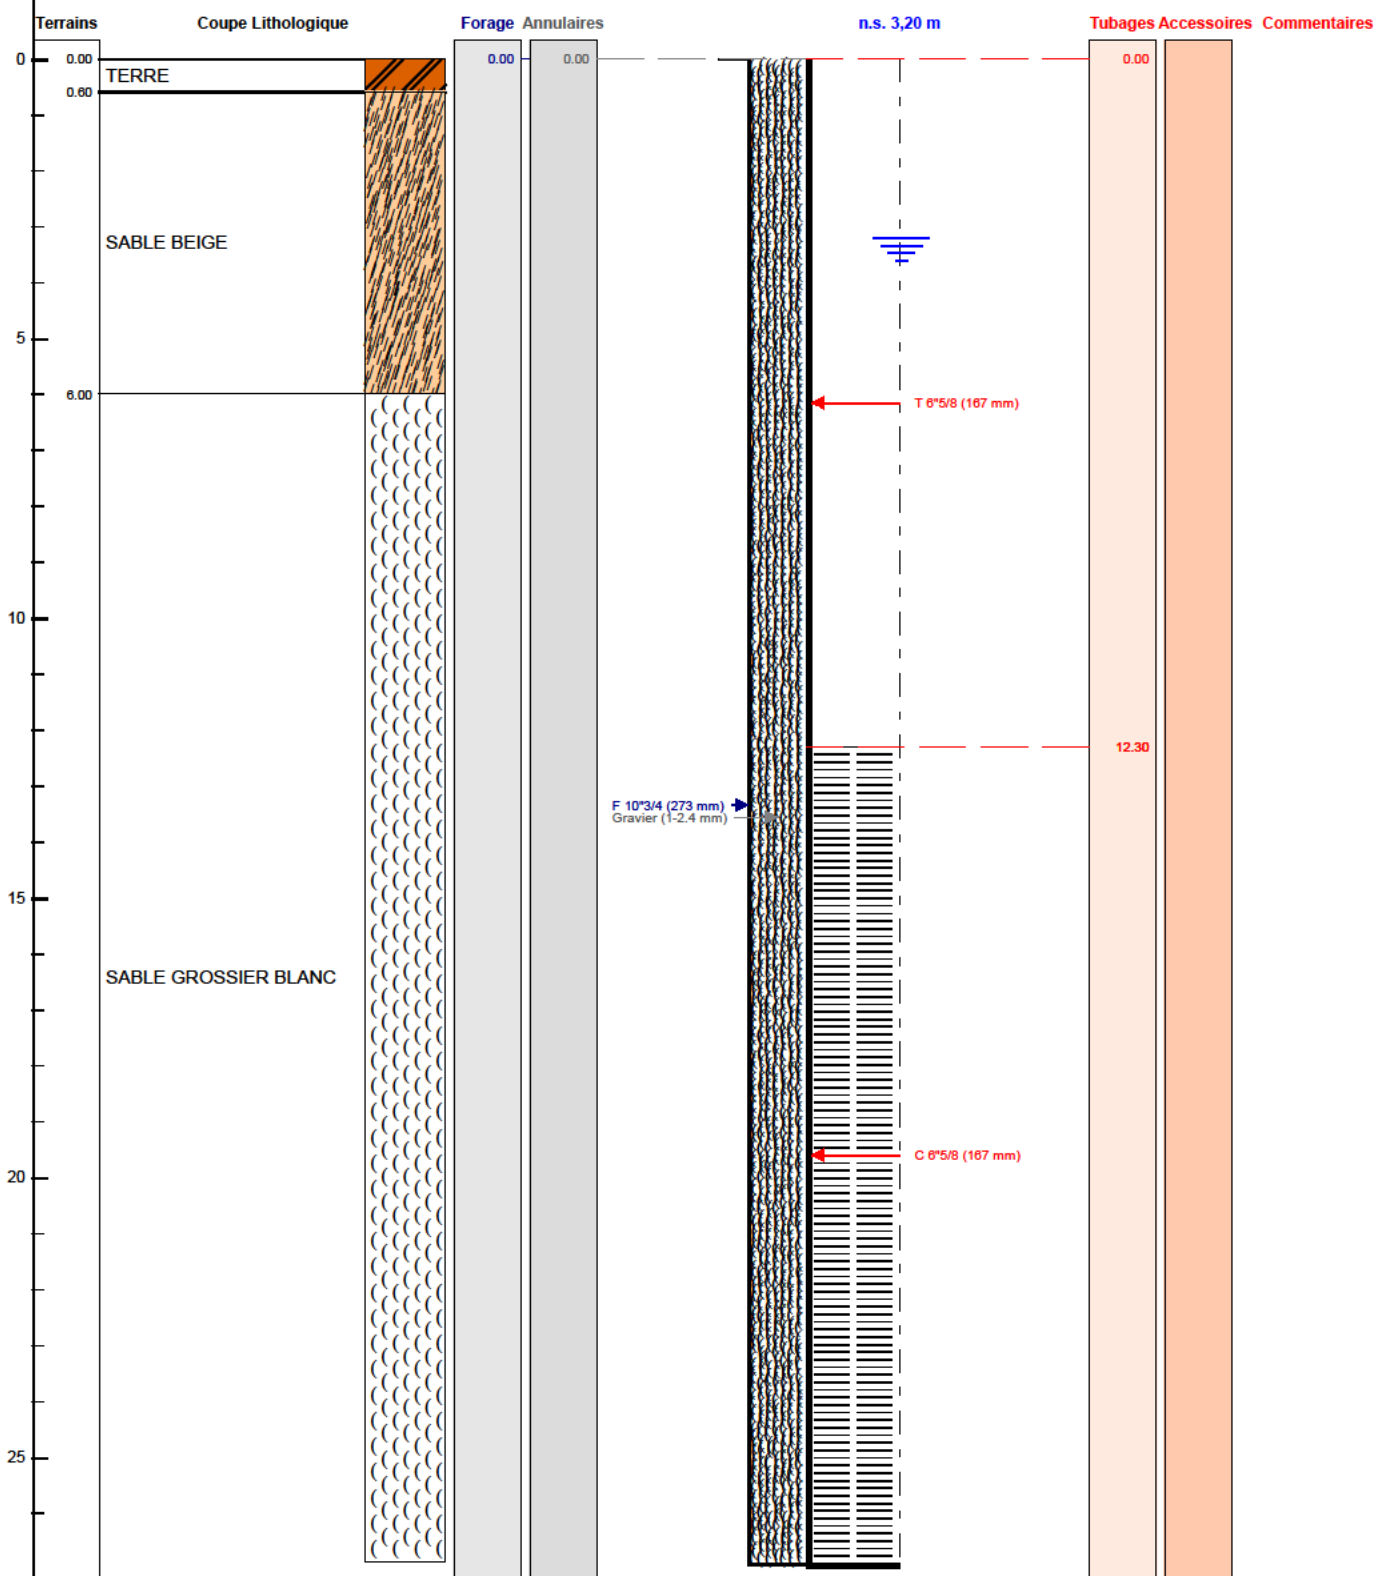 Terrains Coupe Lithologique Forage Annulaires n.s. 3,20 m Tubages Accessoires Commentaires
0 0.00 0.00 0.00 0.00
TERRE
0.60
SABLE BEIGE
5
6.00
T 6"5/8 (167 mm)
10
12.30
F 10"3/4 (273 mm)
Gravier (1-2.4 mm)
15
SABLE GROSSIER BLANC
C 6"5/8 (167 mm)
20
25